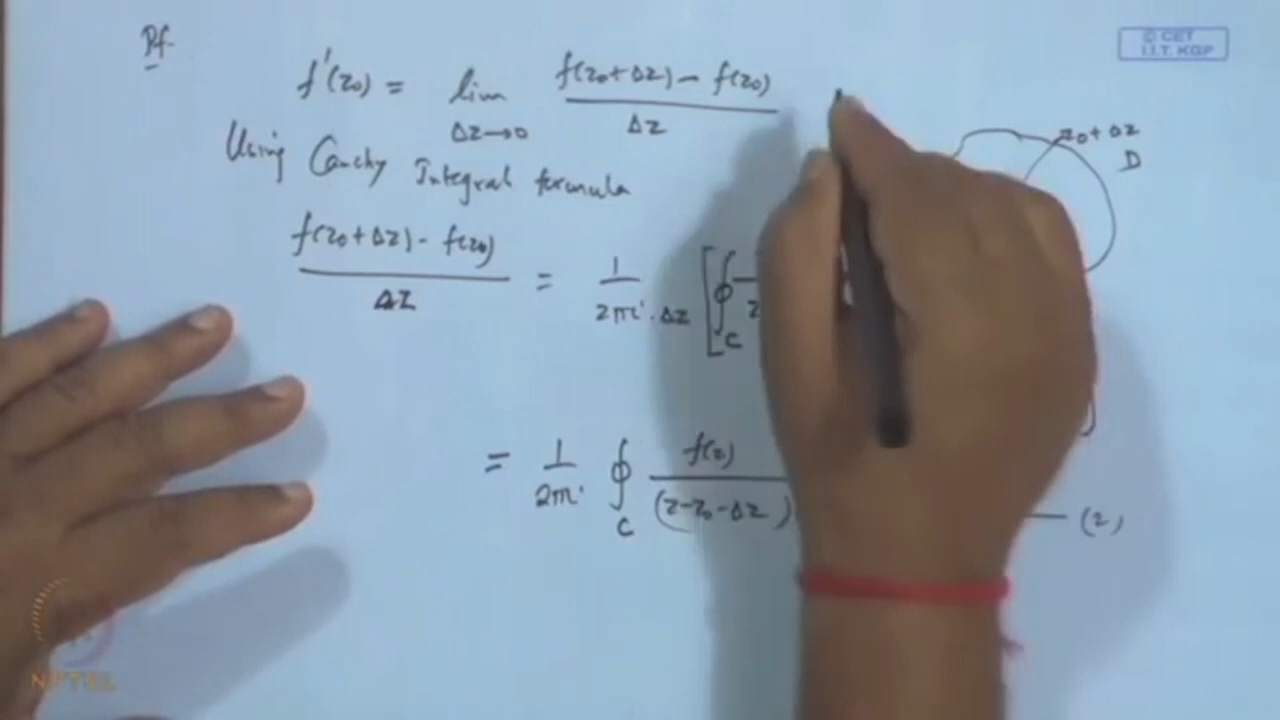 Pf.
© CET
I.I.T. KGP
f'(z₀) = lim Δz→0 f(z₀+Δz) - f(z₀) / Δz
z₀ + Δz
D
Using Cauchy Integral formula
f(z₀+Δz) - f(z₀) / Δz = 1 / 2πi·Δz [∮ C
= 1 / 2πi ∮ C f(z) / (z-z₀-Δz) — (2)
NPTEL